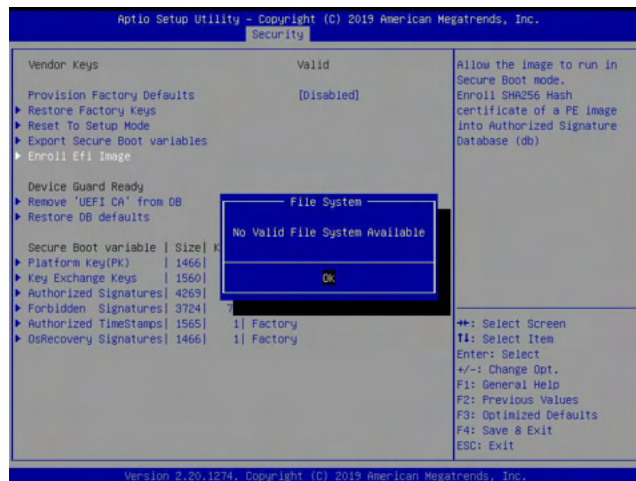 Aptio Setup Utility – Copyright (C) 2019 American Megatrends, Inc.
Security
Vendor Keys Valid
Provision Factory Defaults [Disabled]
Restore Factory Keys
Reset To Setup Mode
Export Secure Boot variables
Enroll Efi Image
Device Guard Ready
Remove 'UEFI CA' from DB
Restore DB defaults
Secure Boot variable | Size| K
Platform Key(PK) | 1466|
Key Exchange Keys | 1560|
Authorized Signatures| 4269|
Forbidden Signatures| 3724| 7
Authorized TimeStamps| 1565| 1| Factory
OsRecovery Signatures| 1466| 1| Factory
File System
No Valid File System Available
Ok
Allow the image to run in
Secure Boot mode.
Enroll SHA256 Hash
certificate of a PE image
into Authorized Signature
Database (db)
→←: Select Screen
↑↓: Select Item
Enter: Select
+/-: Change Opt.
F1: General Help
F2: Previous Values
F3: Optimized Defaults
F4: Save & Exit
ESC: Exit
Version 2.20.1274. Copyright (C) 2019 American Megatrends, Inc.